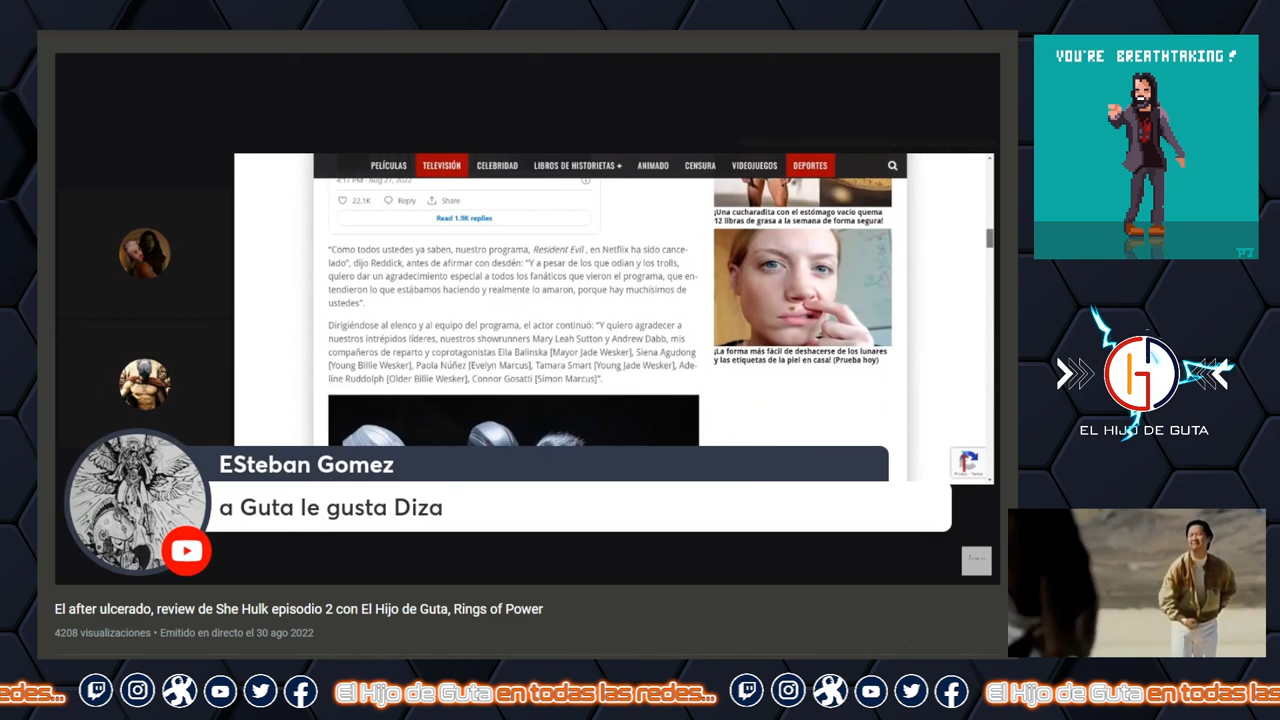 YOU'RE BREATHTAKING!
PELÍCULAS TELEVISIÓN CELEBRIDAD LIBROS DE HISTORIETAS + ANIMADO CENSURA VIDEOJUEGOS DEPORTES
4:17 PM · Aug 27, 2022
22.1K Reply Share
Read 1.9K replies
¡Una cucharadita con el estómago vacío quema
12 libras de grasa a la semana de forma segura!
"Como todos ustedes ya saben, nuestro programa, Resident Evil , en Netflix ha sido cance-
lado", dijo Reddick, antes de afirmar con desdén: "Y a pesar de los que odian y los trolls,
quiero dar un agradecimiento especial a todos los fanáticos que vieron el programa, que en-
tendieron lo que estábamos haciendo y realmente lo amaron, porque hay muchísimos de
ustedes".
Dirigiéndose al elenco y al equipo del programa, el actor continuó: "Y quiero agradecer a
nuestros intrépidos líderes, nuestros showrunners Mary Leah Sutton y Andrew Dabb, mis
compañeros de reparto y coprotagonistas Ella Balinska [Mayor Jade Wesker], Siena Agudong
[Young Billie Wesker], Paola Núñez [Evelyn Marcus], Tamara Smart [Young Jade Wesker], Ade-
line Rudolph [Older Billie Wesker], Connor Gosatti [Simon Marcus]".
¡La forma más fácil de deshacerse de los lunares
y las etiquetas de la piel en casa! (Prueba hoy)
EL HIJO DE GUTA
ESteban Gomez
a Guta le gusta Diza
El after ulcerado, review de She Hulk episodio 2 con El Hijo de Guta, Rings of Power
4208 visualizaciones • Emitido en directo el 30 ago 2022
edes... El Hijo de Guta en todas las redes... El Hijo de Guta en todas las